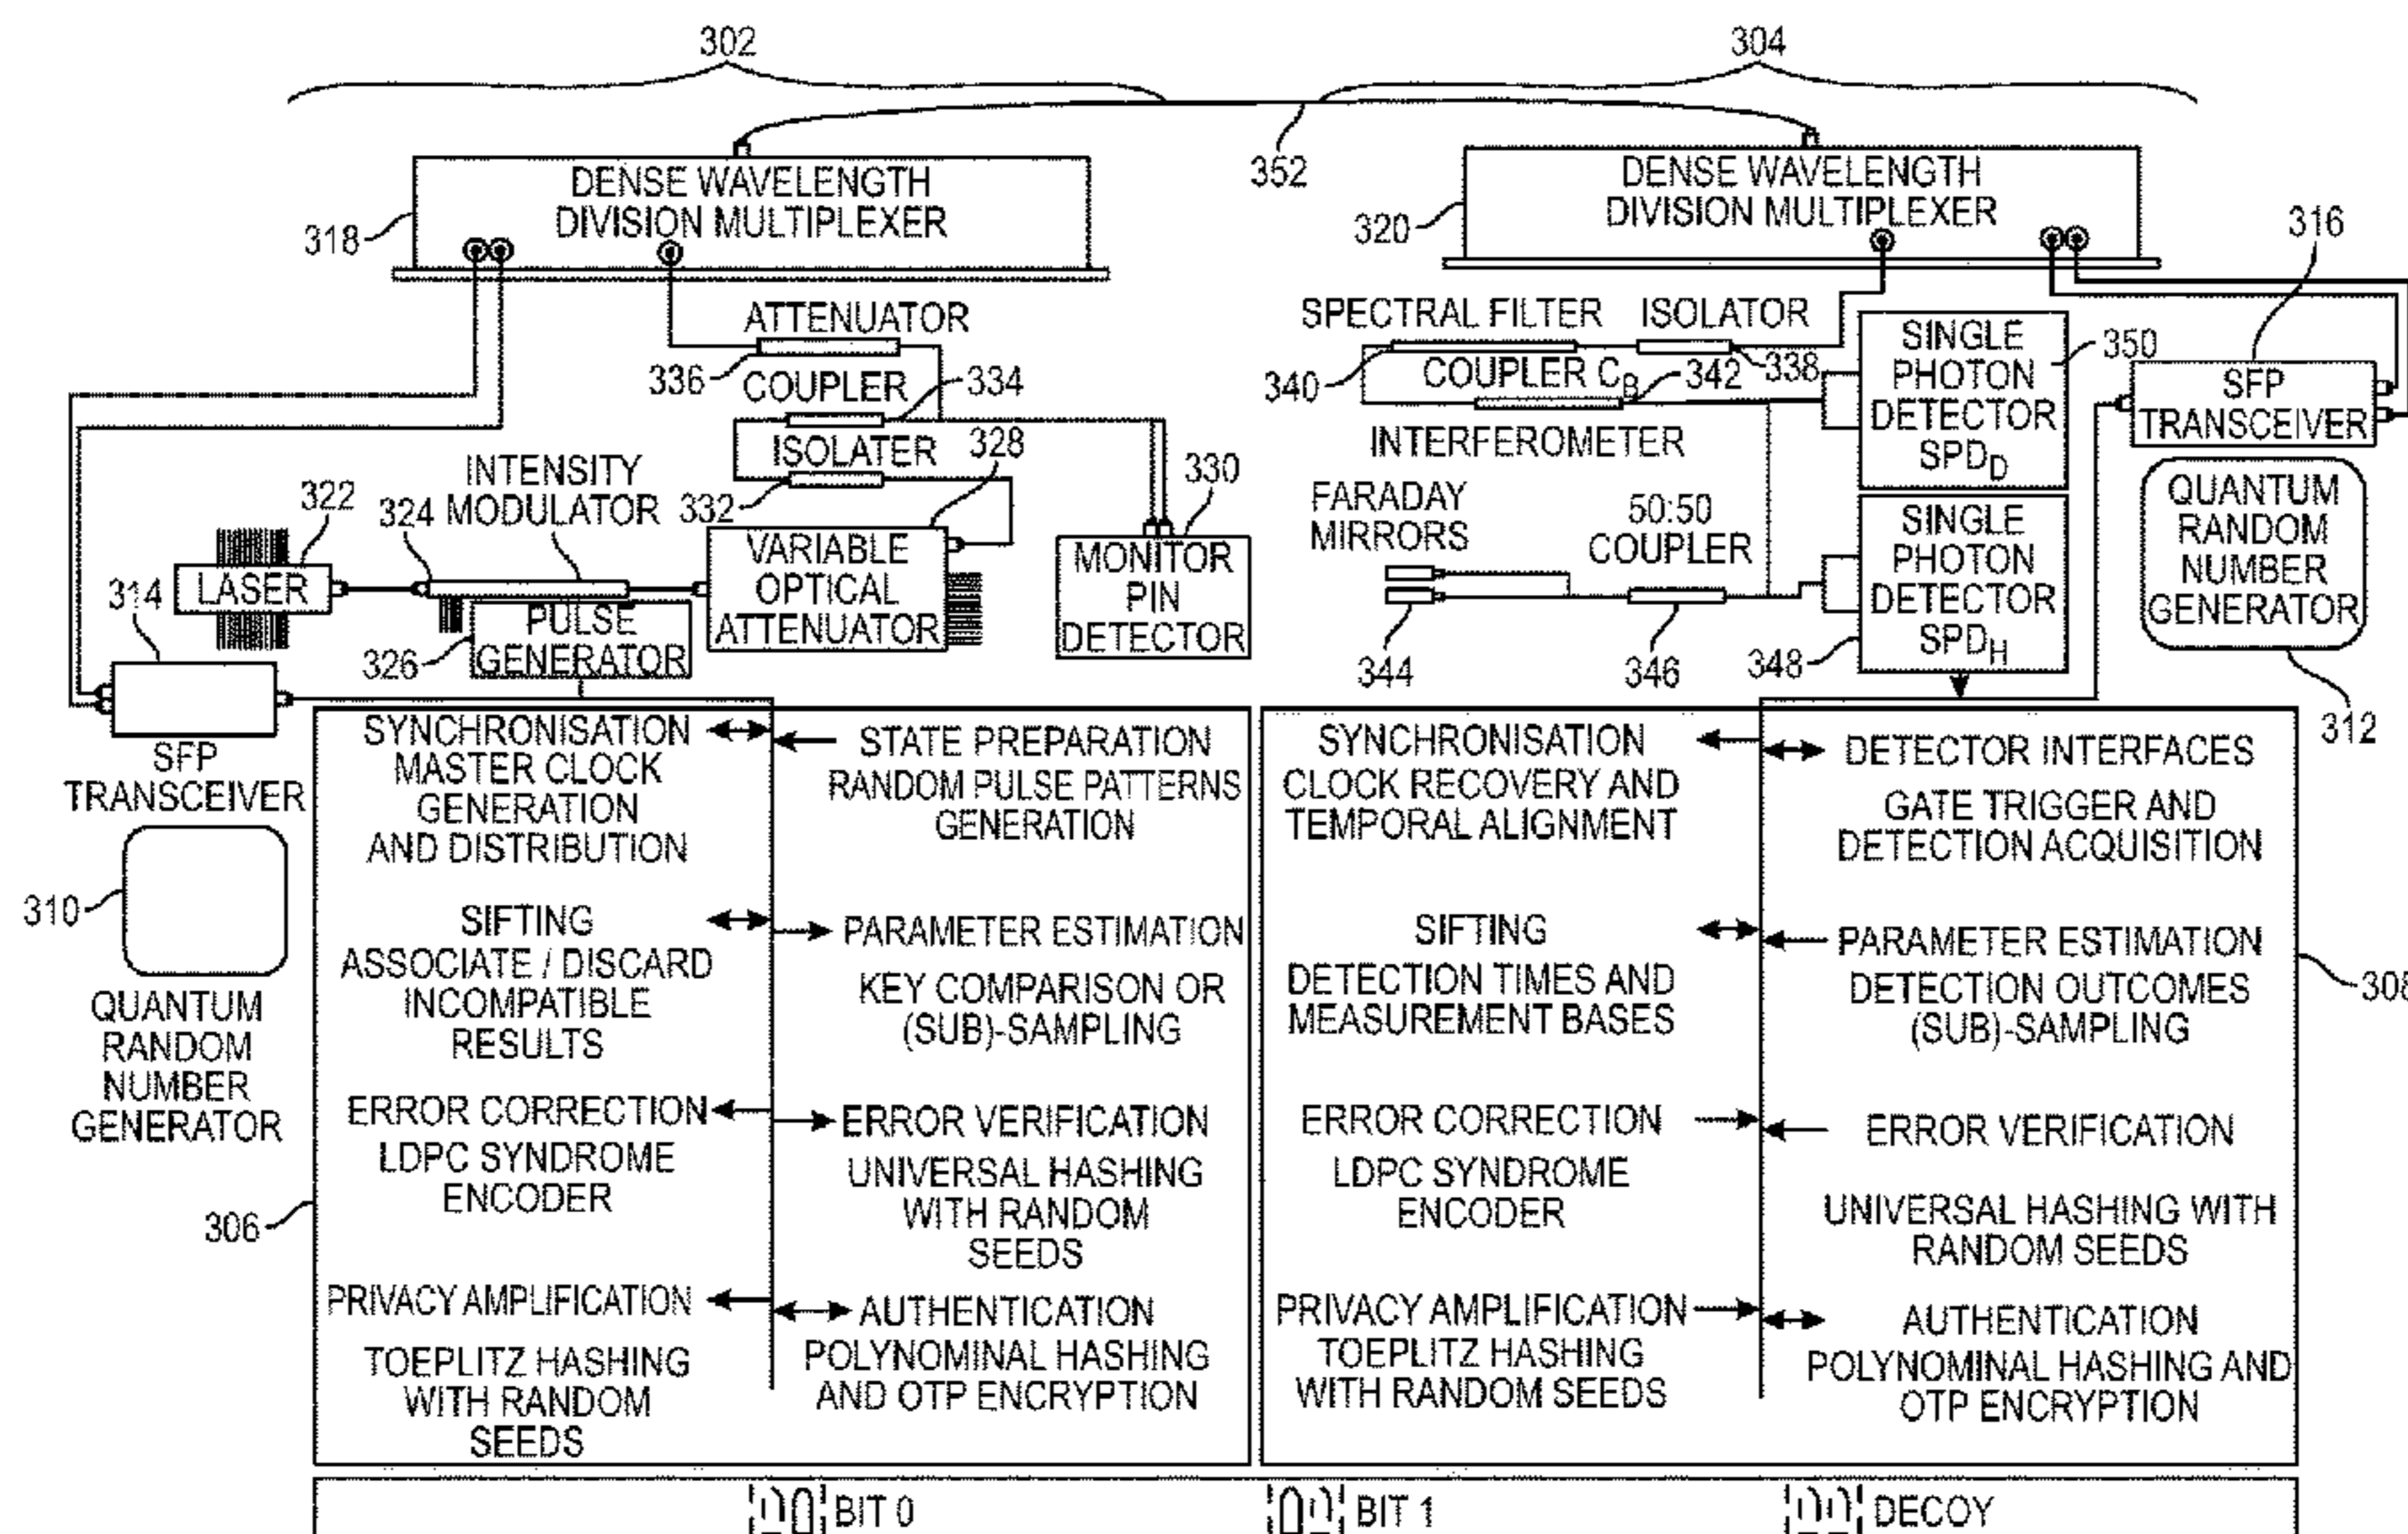 302
304
352
DENSE WAVELENGTH
DIVISION MULTIPLEXER
318
DENSE WAVELENGTH
DIVISION MULTIPLEXER
320
316
ATTENUATOR
336
COUPLER
334
ISOLATER
332
328
INTENSITY
MODULATOR
324
322
LASER
314
PULSE
GENERATOR
326
VARIABLE
OPTICAL
ATTENUATOR
330
MONITOR
PIN
DETECTOR
SPECTRAL FILTER
ISOLATOR
340
338
COUPLER CB
342
INTERFEROMETER
FARADAY
MIRRORS
344
50:50
COUPLER
346
SINGLE
PHOTON
DETECTOR
SPDD
350
SINGLE
PHOTON
DETECTOR
SPDH
348
SFP
TRANSCEIVER
QUANTUM
RANDOM
NUMBER
GENERATOR
312
SFP
TRANSCEIVER
310
QUANTUM
RANDOM
NUMBER
GENERATOR
306
SYNCHRONISATION
MASTER CLOCK
GENERATION
AND DISTRIBUTION
STATE PREPARATION
RANDOM PULSE PATTERNS
GENERATION
SIFTING
ASSOCIATE / DISCARD
INCOMPATIBLE
RESULTS
PARAMETER ESTIMATION
KEY COMPARISON OR
(SUB)-SAMPLING
ERROR CORRECTION
LDPC SYNDROME
ENCODER
ERROR VERIFICATION
UNIVERSAL HASHING
WITH RANDOM
SEEDS
PRIVACY AMPLIFICATION
TOEPLITZ HASHING
WITH RANDOM
SEEDS
AUTHENTICATION
POLYNOMINAL HASHING
AND OTP ENCRYPTION
SYNCHRONISATION
CLOCK RECOVERY AND
TEMPORAL ALIGNMENT
DETECTOR INTERFACES
GATE TRIGGER AND
DETECTION ACQUISITION
SIFTING
DETECTION TIMES AND
MEASUREMENT BASES
PARAMETER ESTIMATION
DETECTION OUTCOMES
(SUB)-SAMPLING
308
ERROR CORRECTION
LDPC SYNDROME
ENCODER
ERROR VERIFICATION
UNIVERSAL HASHING WITH
RANDOM SEEDS
PRIVACY AMPLIFICATION
TOEPLITZ HASHING
WITH RANDOM SEEDS
AUTHENTICATION
POLYNOMINAL HASHING AND
OTP ENCRYPTION
BIT 0
BIT 1
DECOY